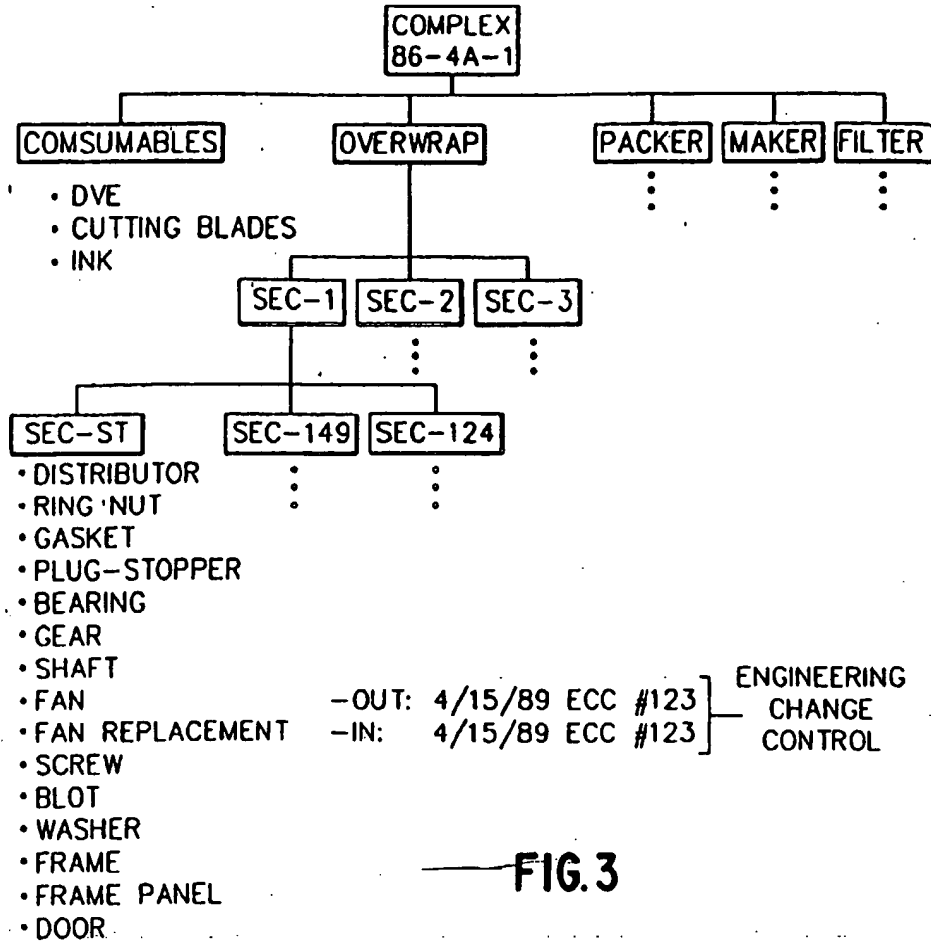 COMPLEX
86-4A-1
COMSUMABLES OVERWRAP PACKER MAKER FILTER
• DVE
• CUTTING BLADES
• INK
SEC-1 SEC-2 SEC-3
SEC-ST SEC-149 SEC-124
• DISTRIBUTOR
• RING NUT
• GASKET
• PLUG-STOPPER
• BEARING
• GEAR
• SHAFT
• FAN -OUT: 4/15/89 ECC #123
• FAN REPLACEMENT -IN: 4/15/89 ECC #123
ENGINEERING
CHANGE
CONTROL
• SCREW
• BLOT
• WASHER
• FRAME
• FRAME PANEL
• DOOR
FIG.3